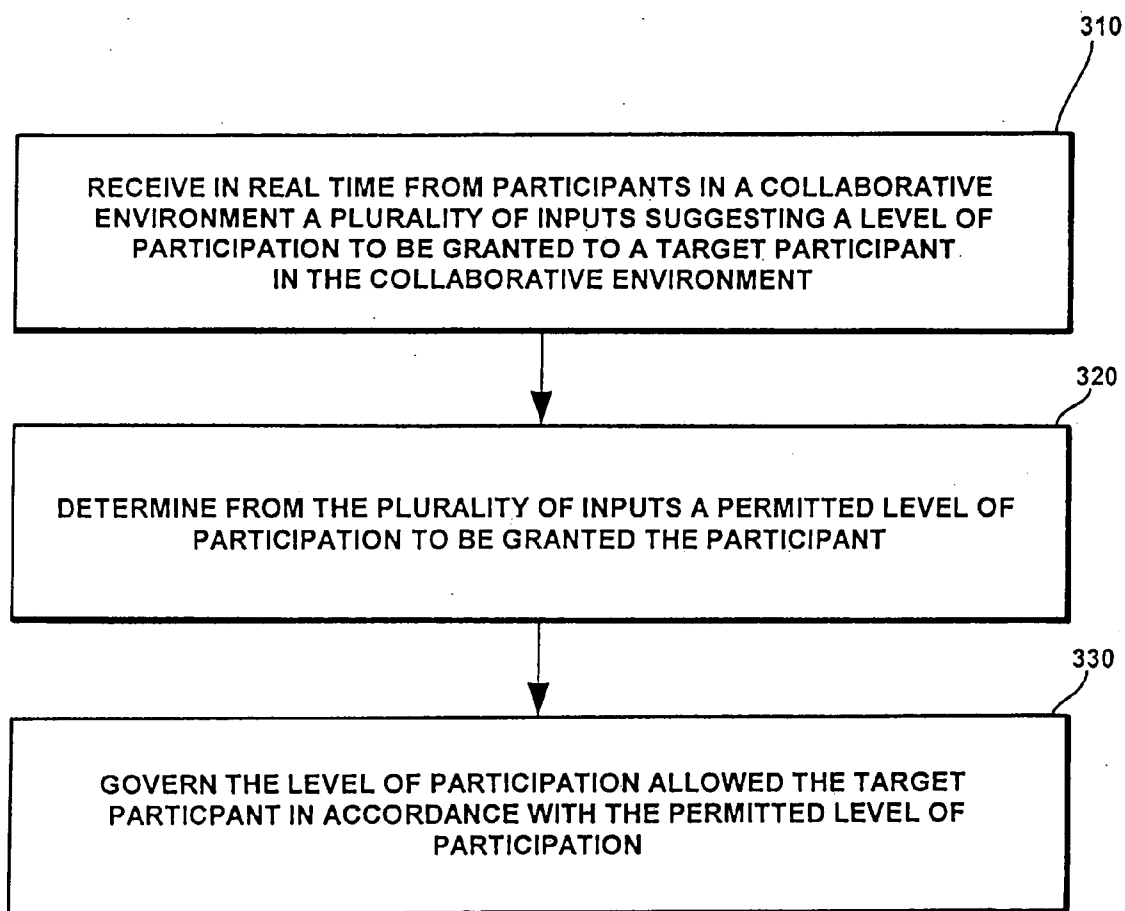 310
RECEIVE IN REAL TIME FROM PARTICIPANTS IN A COLLABORATIVE
ENVIRONMENT A PLURALITY OF INPUTS SUGGESTING A LEVEL OF
PARTICIPATION TO BE GRANTED TO A TARGET PARTICIPANT
IN THE COLLABORATIVE ENVIRONMENT
320
DETERMINE FROM THE PLURALITY OF INPUTS A PERMITTED LEVEL OF
PARTICIPATION TO BE GRANTED THE PARTICIPANT
330
GOVERN THE LEVEL OF PARTICIPATION ALLOWED THE TARGET
PARTICPANT IN ACCORDANCE WITH THE PERMITTED LEVEL OF
PARTICIPATION